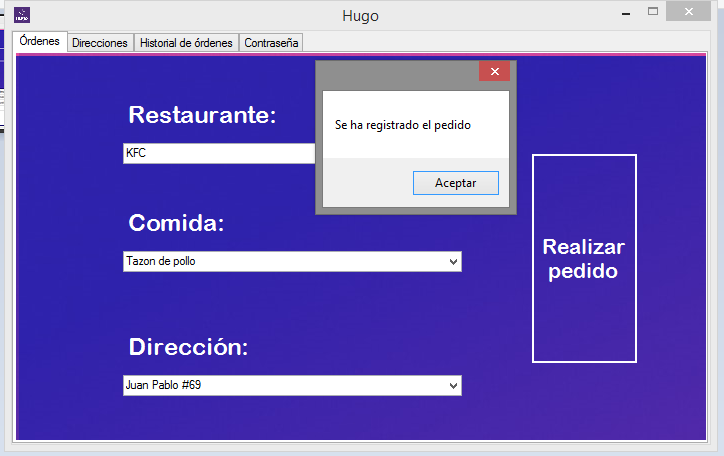 Hugo
Órdenes Direcciones Historial de órdenes Contraseña
Restaurante:
KFC
Se ha registrado el pedido
Aceptar
Comida:
Tazon de pollo
Realizar
pedido
Dirección:
Juan Pablo #69